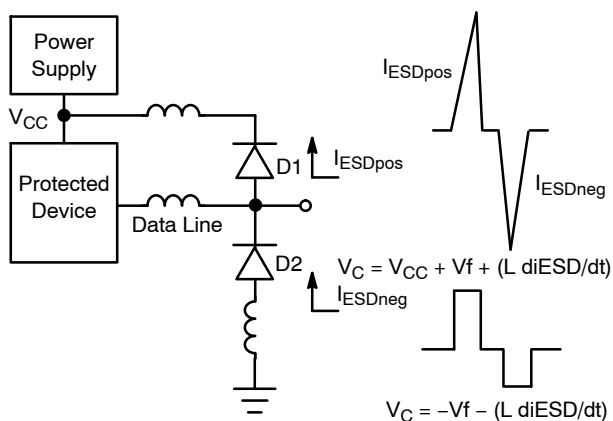 Power
Supply
V_CC
Protected
Device
Data Line
D1
I_ESDpos
D2
I_ESDneg
I_ESDpos
I_ESDneg
V_C = V_CC + Vf + (L diESD/dt)
V_C = −Vf − (L diESD/dt)